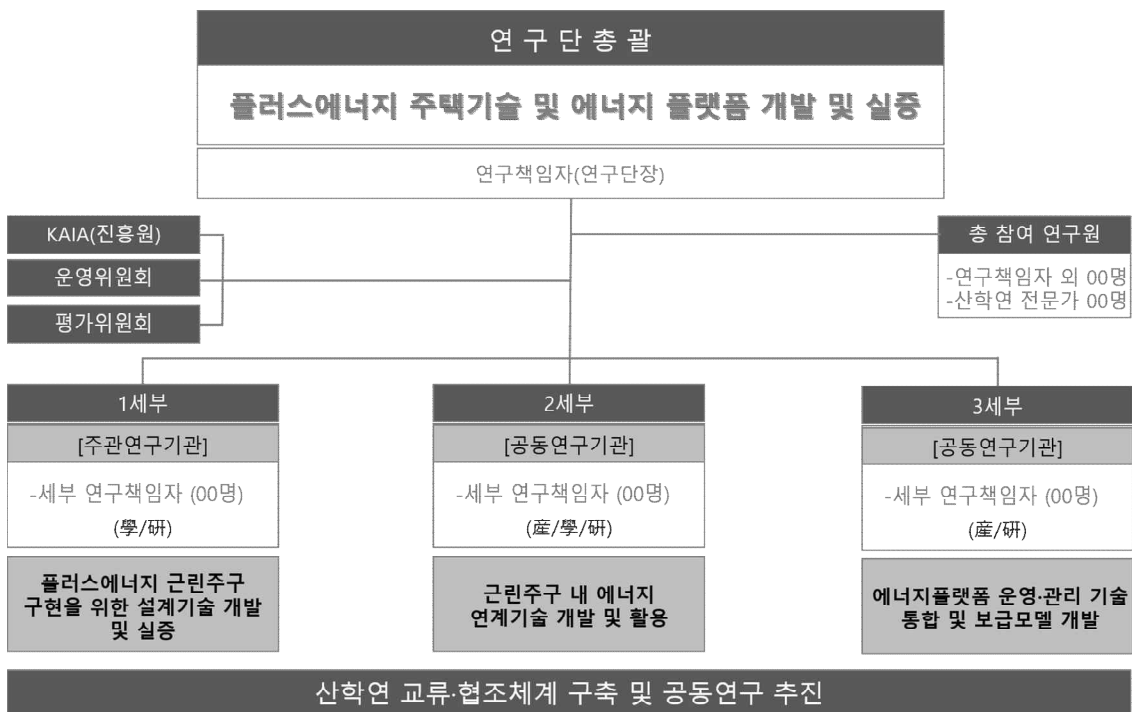 연 구 단 총 괄
플러스에너지 주택기술 및 에너지 플랫폼 개발 및 실증
연구책임자(연구단장)
KAIA(진흥원)
운영위원회
평가위원회
총 참여 연구원
-연구책임자 외 00명
-산학연 전문가 00명
1세부
[주관연구기관]
-세부 연구책임자 (00명)
(學/硏)
플러스에너지 근린주구
구현을 위한 설계기술 개발
및 실증
2세부
[공동연구기관]
-세부 연구책임자 (00명)
(産/學/硏)
근린주구 내 에너지
연계기술 개발 및 활용
3세부
[공동연구기관]
-세부 연구책임자 (00명)
(産/硏)
에너지플랫폼 운영·관리 기술
통합 및 보급모델 개발
산학연 교류·협조체계 구축 및 공동연구 추진